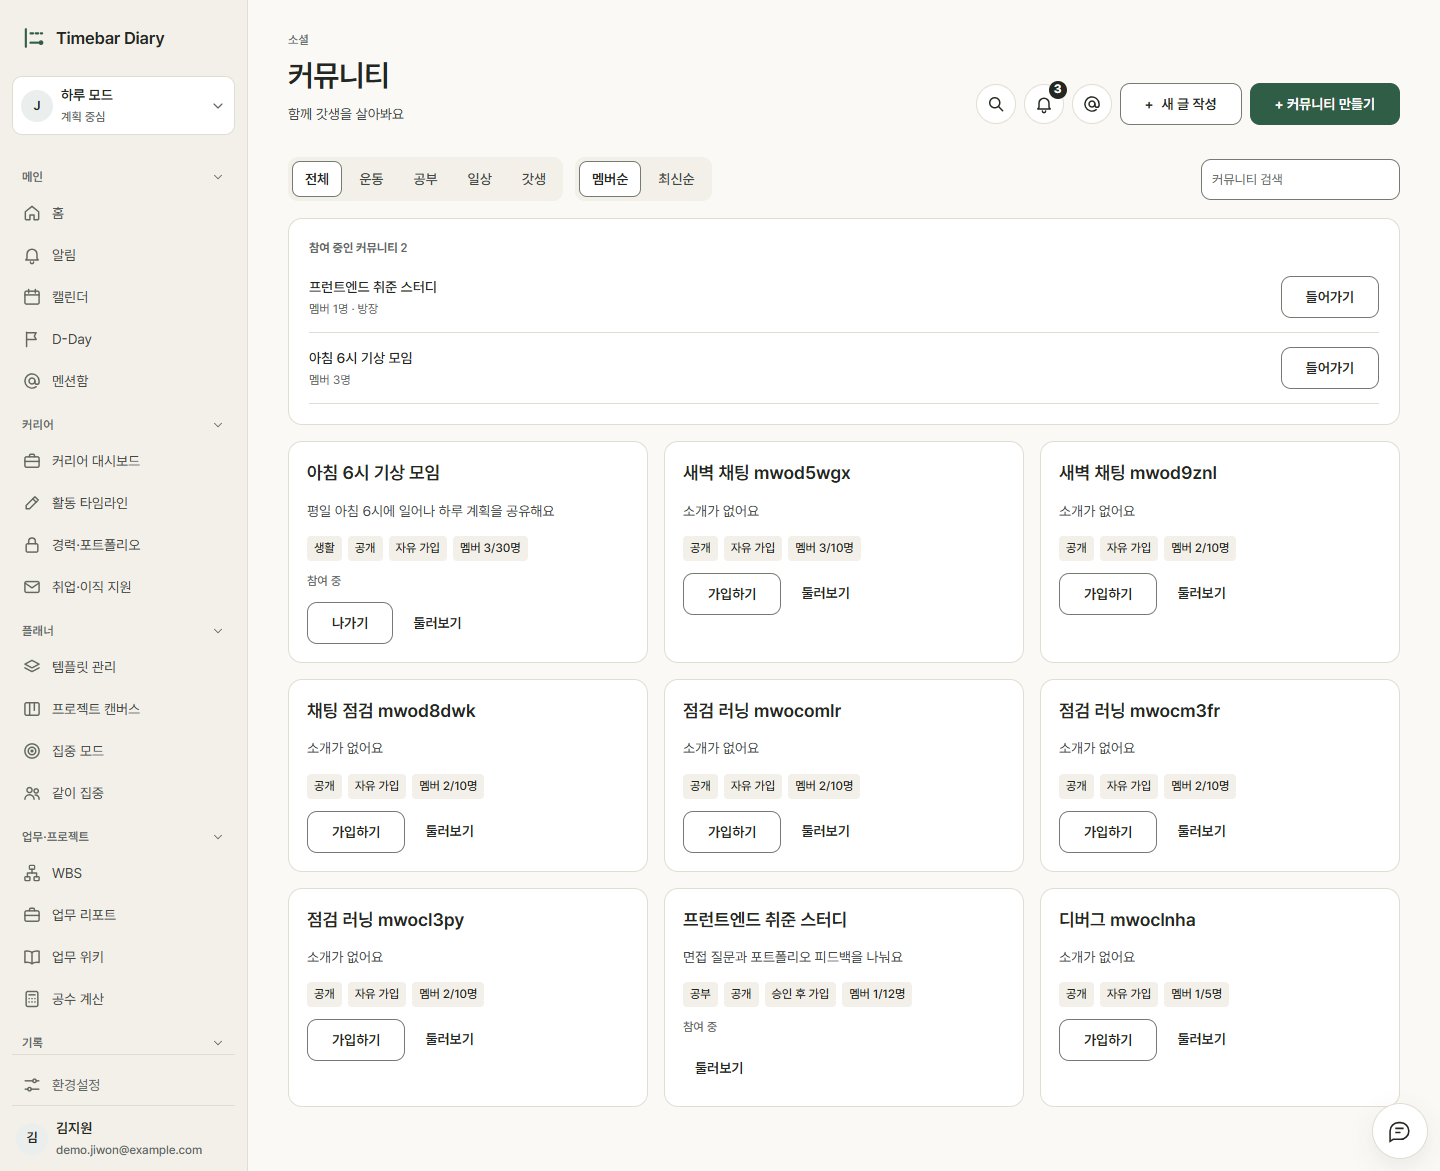 Timebar Diary
J
하루 모드
계획 중심
메인
홈
알림
캘린더
D-Day
멘션함
커리어
커리어 대시보드
활동 타임라인
경력·포트폴리오
취업·이직 지원
플래너
템플릿 관리
프로젝트 캔버스
집중 모드
같이 집중
업무·프로젝트
WBS
업무 리포트
업무 위키
공수 계산
기록
환경설정
김
김지원
demo.jiwon@example.com
소셜
커뮤니티
함께 갓생을 살아봐요
3
+ 새 글 작성
+ 커뮤니티 만들기
전체 운동 공부 일상 갓생 멤버순 최신순
커뮤니티 검색
참여 중인 커뮤니티 2
프런트엔드 취준 스터디
멤버 1명 · 방장
들어가기
아침 6시 기상 모임
멤버 3명
들어가기
아침 6시 기상 모임
평일 아침 6시에 일어나 하루 계획을 공유해요
생활 공개 자유 가입 멤버 3/30명
참여 중
나가기 둘러보기
새벽 채팅 mwod5wgx
소개가 없어요
공개 자유 가입 멤버 3/10명
가입하기 둘러보기
새벽 채팅 mwod9znl
소개가 없어요
공개 자유 가입 멤버 2/10명
가입하기 둘러보기
채팅 점검 mwod8dwk
소개가 없어요
공개 자유 가입 멤버 2/10명
가입하기 둘러보기
점검 러닝 mwocomlr
소개가 없어요
공개 자유 가입 멤버 2/10명
가입하기 둘러보기
점검 러닝 mwocm3fr
소개가 없어요
공개 자유 가입 멤버 2/10명
가입하기 둘러보기
점검 러닝 mwocl3py
소개가 없어요
공개 자유 가입 멤버 2/10명
가입하기 둘러보기
프런트엔드 취준 스터디
면접 질문과 포트폴리오 피드백을 나눠요
공부 공개 승인 후 가입 멤버 1/12명
참여 중
둘러보기
디버그 mwoclnha
소개가 없어요
공개 자유 가입 멤버 1/5명
가입하기 둘러보기